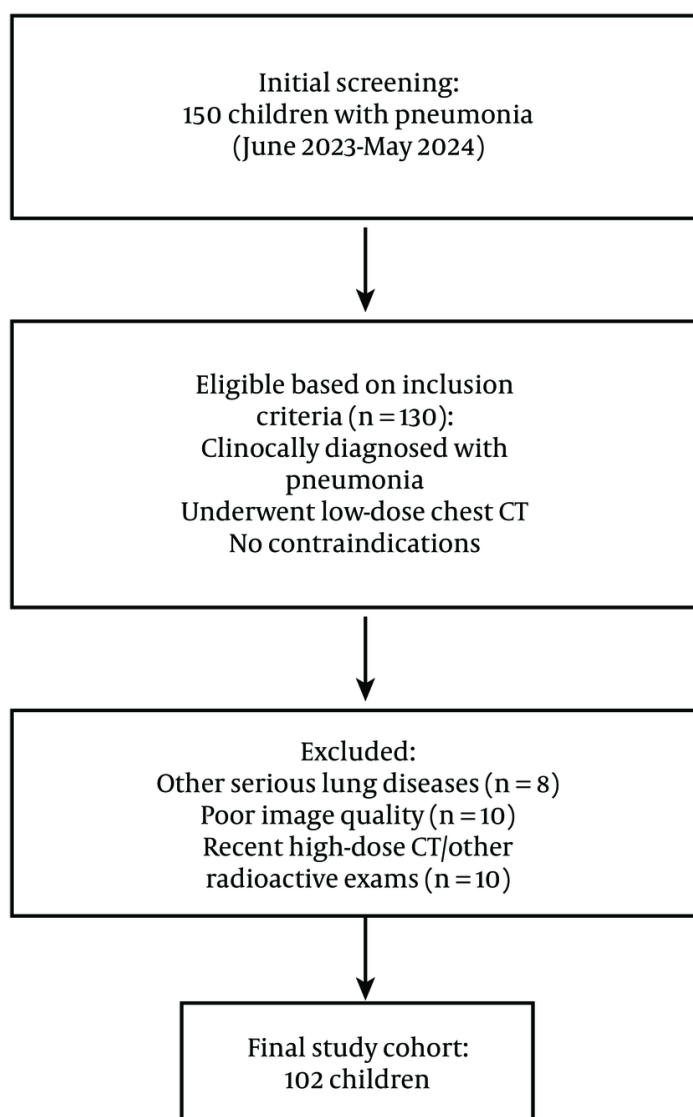 Initial screening:
150 children with pneumonia
(June 2023-May 2024)
Eligible based on inclusion
criteria (n = 130):
Clinocally diagnosed with
pneumonia
Underwent low-dose chest CT
No contraindications
Excluded:
Other serious lung diseases (n = 8)
Poor image quality (n = 10)
Recent high-dose CT/other
radioactive exams (n = 10)
Final study cohort:
102 children